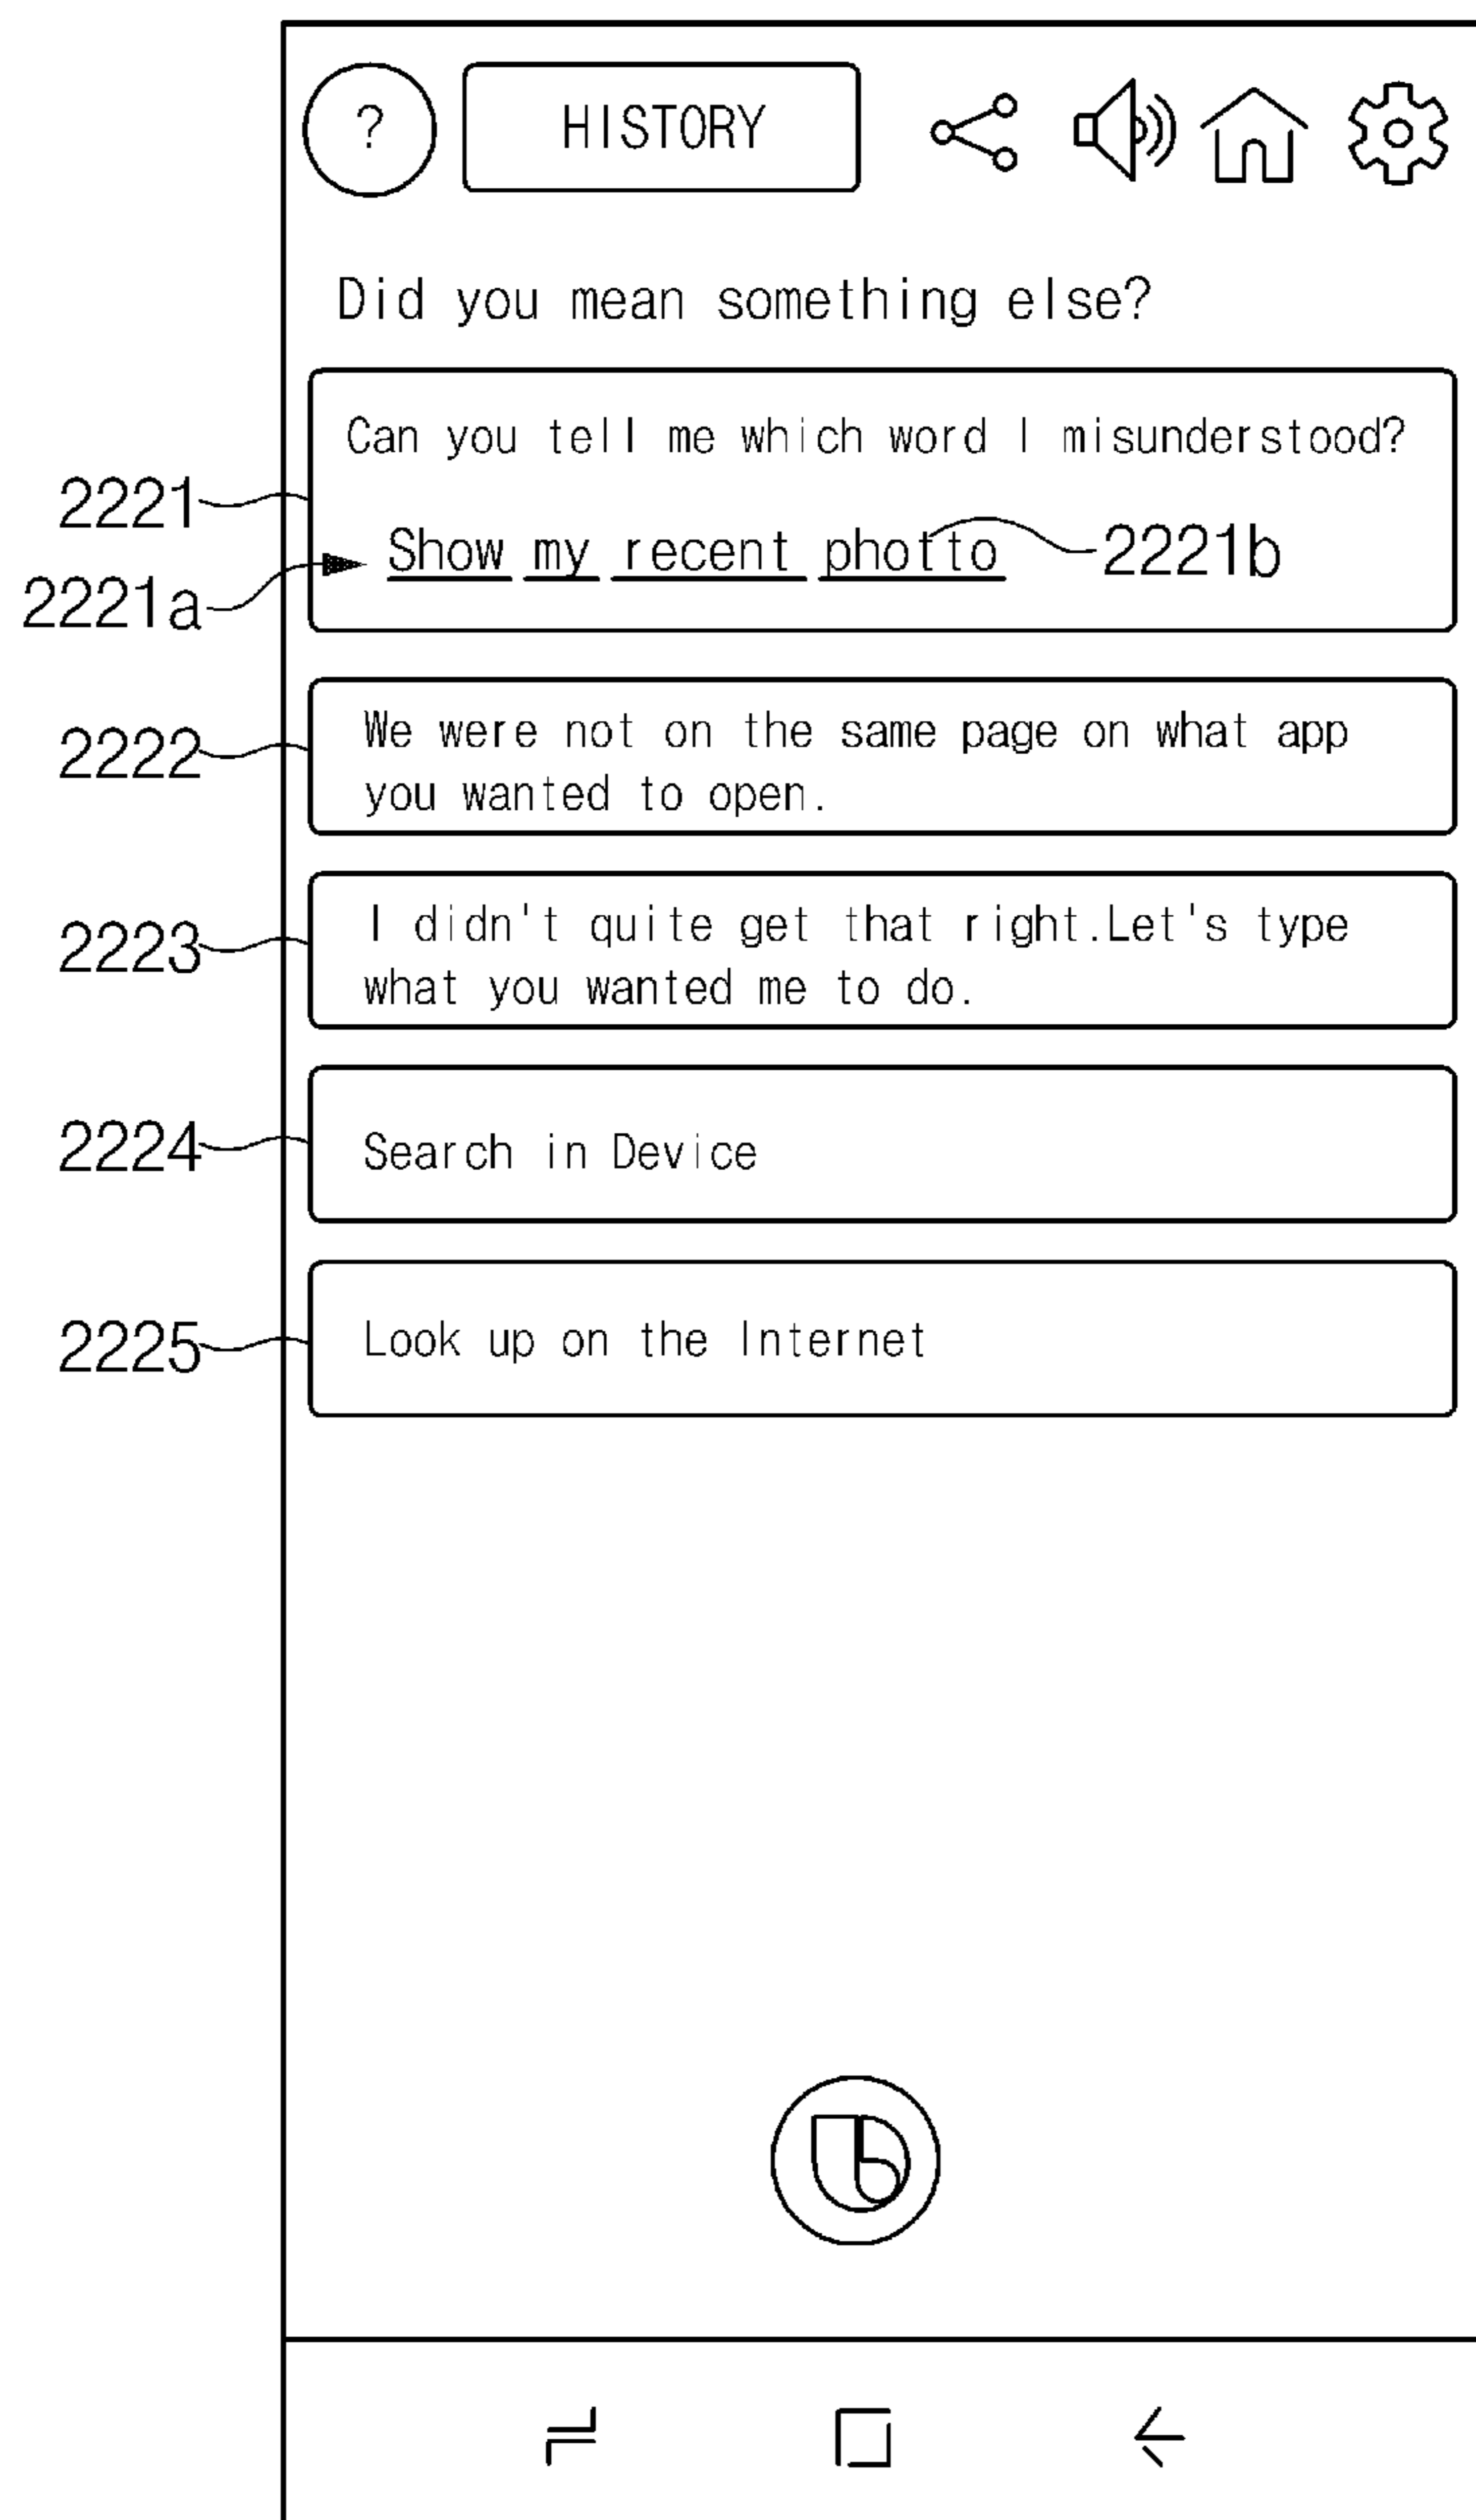 ?
HISTORY
Did you mean something else?
Can you tell me which word I misunderstood?
2221
Show my recent photto
2221b
2221a
2222
We were not on the same page on what app
you wanted to open.
2223
I didn't quite get that right.Let's type
what you wanted me to do.
2224
Search in Device
2225
Look up on the Internet